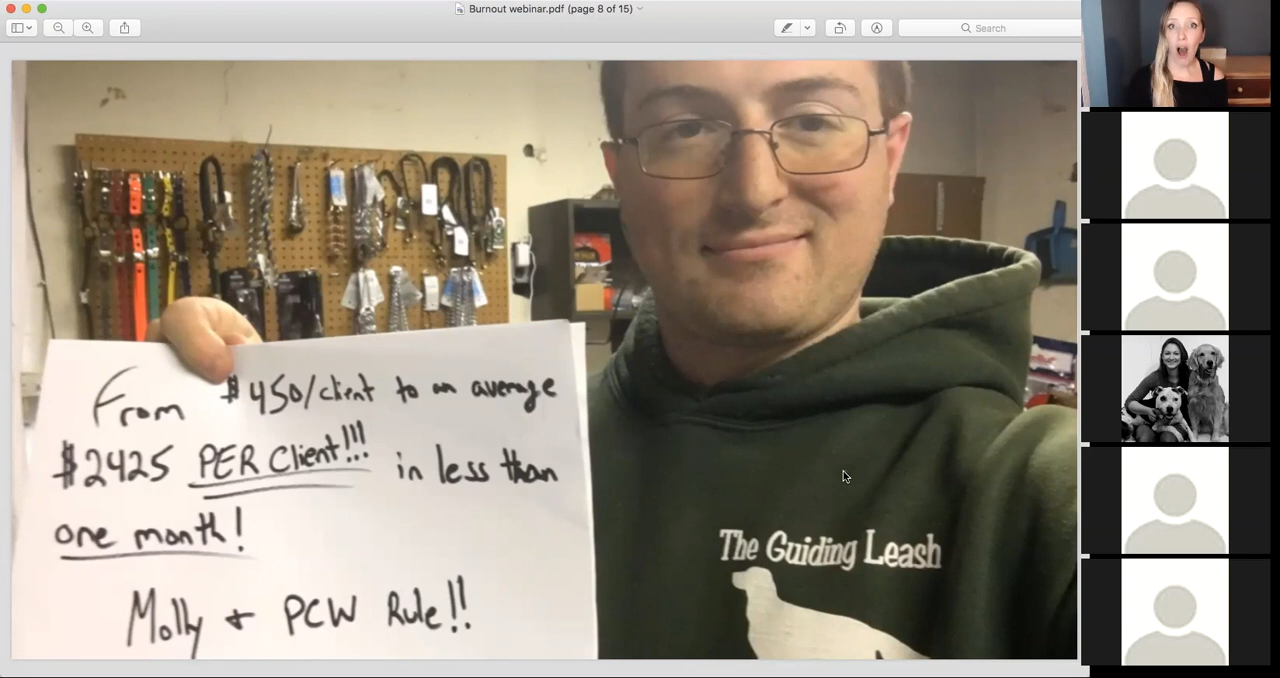 Burnout webinar.pdf (page 8 of 15)
Search
From $450/client to an average
$2425 PER Client!!! in less than
one month!
Molly + PCW Rule!!
The Guiding Leash